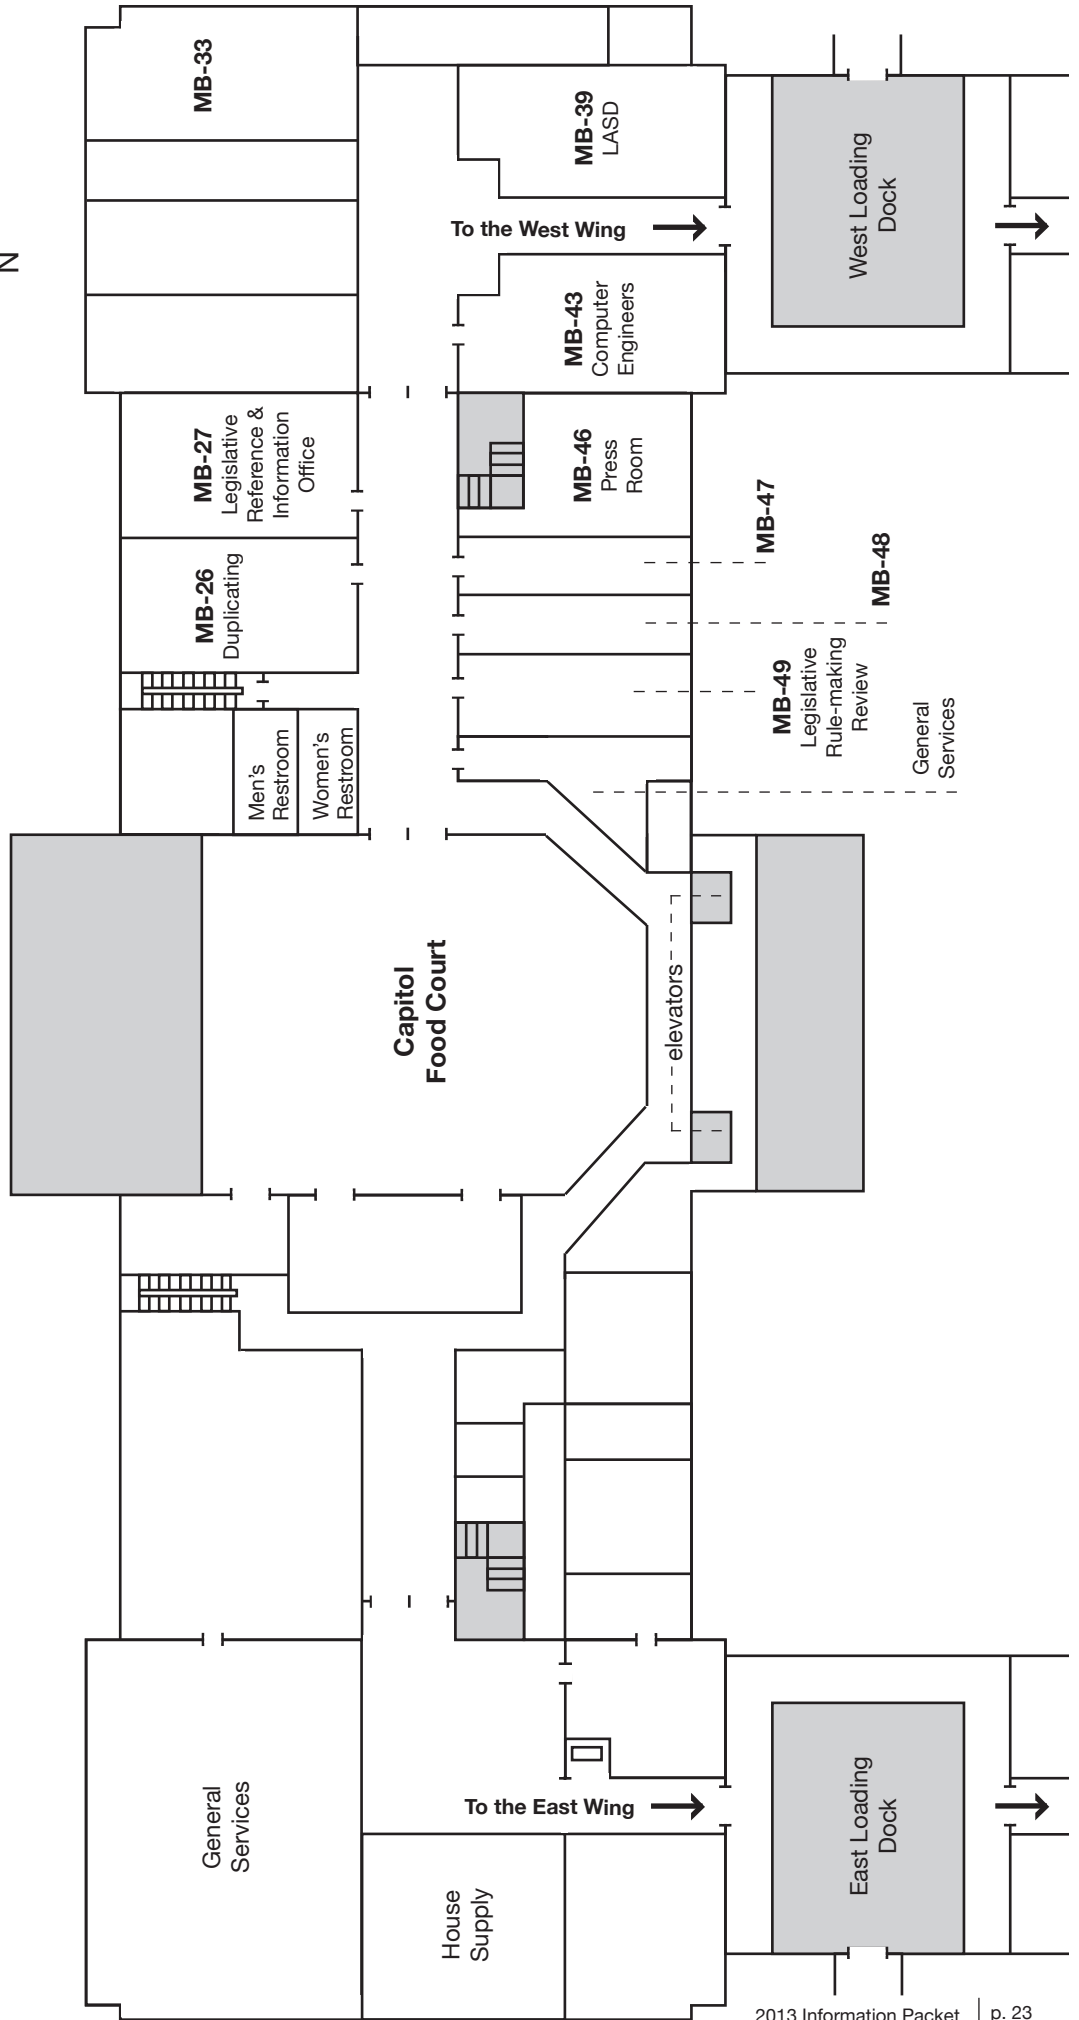 N
MB-33
MB-39
LASD
To the West Wing
West Loading
Dock
MB-43
Computer
Engineers
MB-27
Legislative
Reference &
Information
Office
MB-46
Press
Room
MB-26
Duplicating
MB-47
MB-48
MB-49
Legislative
Rule-making
Review
General
Services
Men's
Restroom
Women's
Restroom
Capitol
Food Court
elevators
General
Services
To the East Wing
House
Supply
East Loading
Dock
2013 Information Packet | p. 23